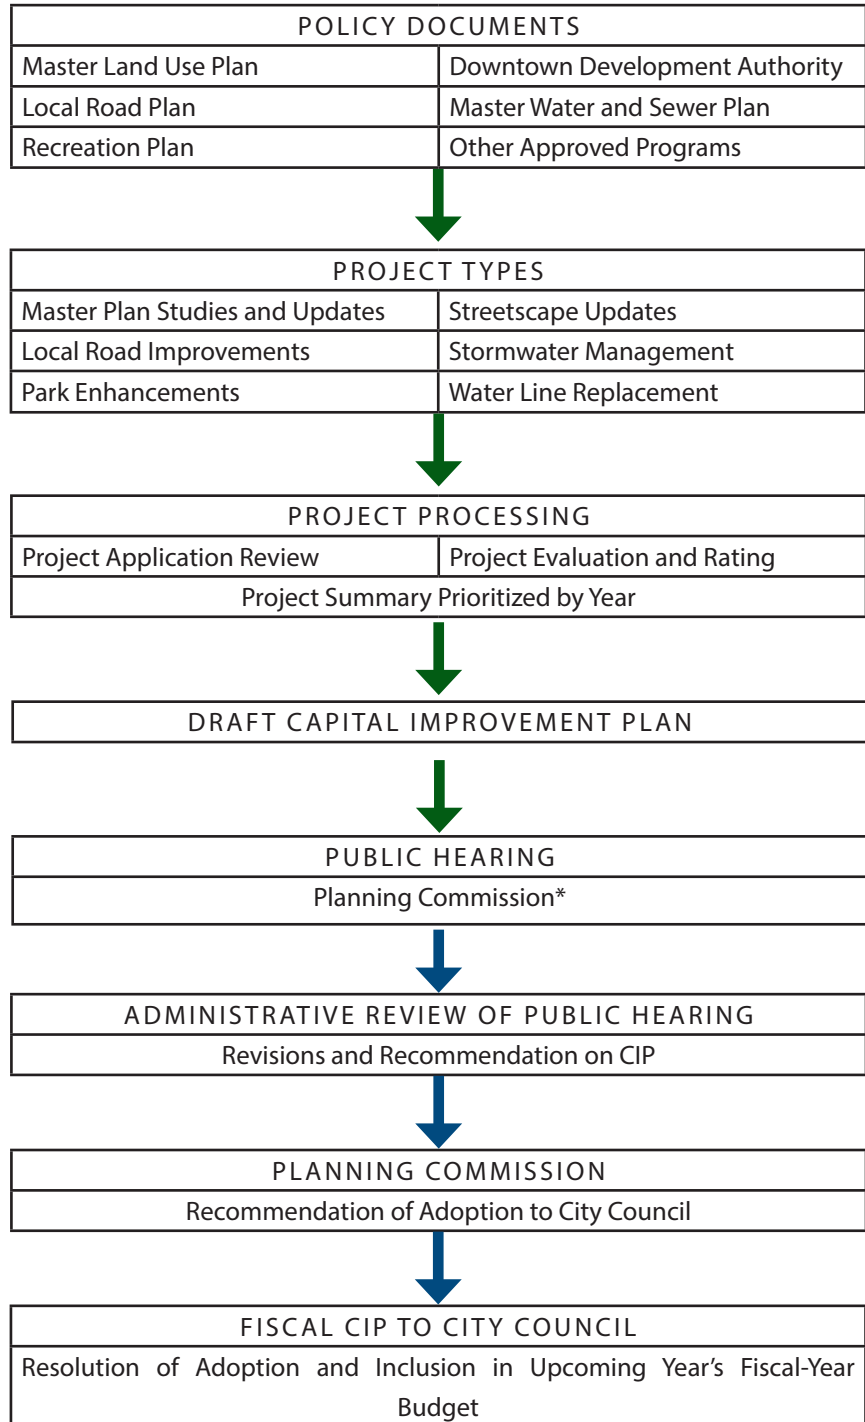 POLICY DOCUMENTS
Master Land Use Plan
Downtown Development Authority
Local Road Plan
Master Water and Sewer Plan
Recreation Plan
Other Approved Programs
PROJECT TYPES
Master Plan Studies and Updates
Streetscape Updates
Local Road Improvements
Stormwater Management
Park Enhancements
Water Line Replacement
PROJECT PROCESSING
Project Application Review
Project Evaluation and Rating
Project Summary Prioritized by Year
DRAFT CAPITAL IMPROVEMENT PLAN
PUBLIC HEARING
Planning Commission*
ADMINISTRATIVE REVIEW OF PUBLIC HEARING
Revisions and Recommendation on CIP
PLANNING COMMISSION
Recommendation of Adoption to City Council
FISCAL CIP TO CITY COUNCIL
Resolution of Adoption and Inclusion in Upcoming Year's Fiscal-Year
Budget